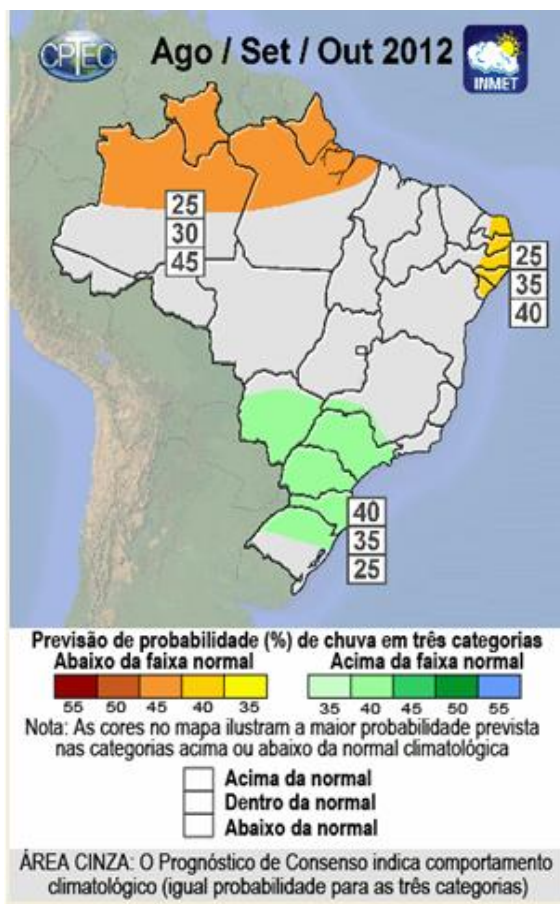 CPTEC
Ago / Set / Out 2012
INMET
25
30
45
25
35
40
40
35
25
Previsão de probabilidade (%) de chuva em três categorias
Abaixo da faixa normal
Acima da faixa normal
55 50 45 40 35
35 40 45 50 55
Nota: As cores no mapa ilustram a maior probabilidade prevista
nas categorias acima ou abaixo da normal climatológica
Acima da normal
Dentro da normal
Abaixo da normal
ÁREA CINZA: O Prognóstico de Consenso indica comportamento
climatológico (igual probabilidade para as três categorias)